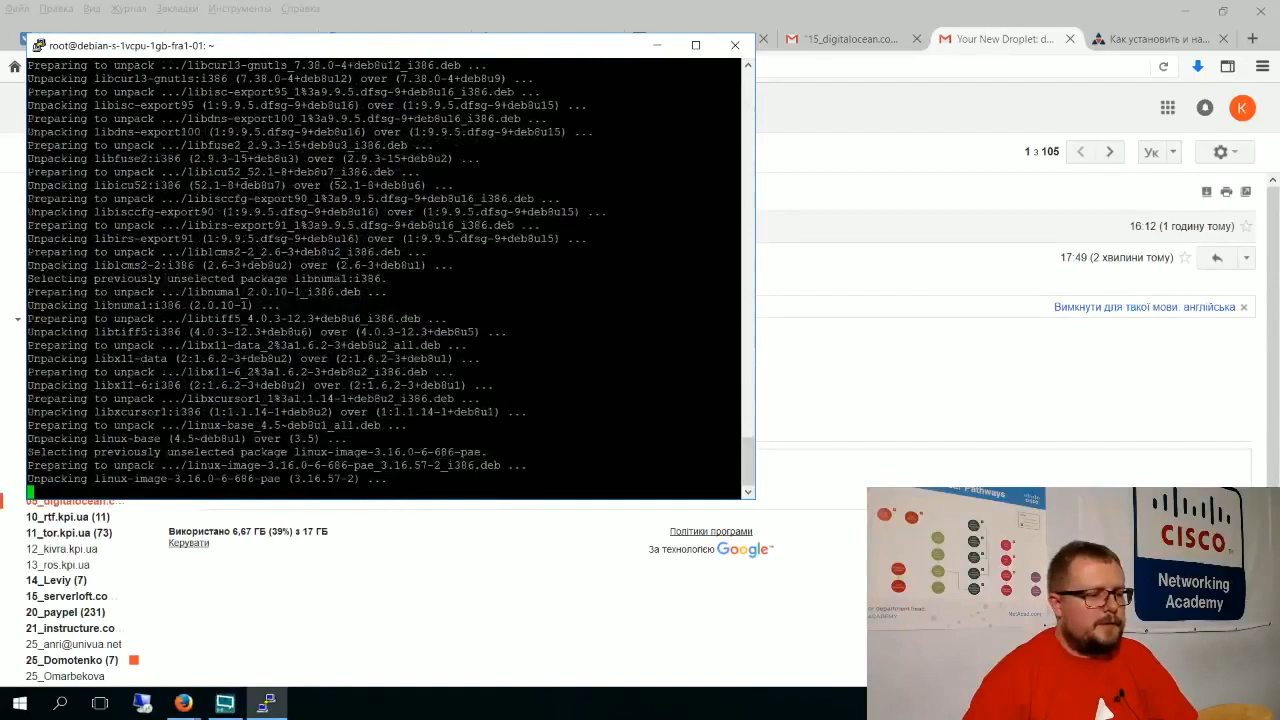 Файл Правка Вид Журнал Закладки Инструменты Справка
root@debian-s-1vcpu-1gb-fra1-01: ~
"15_digitalocean.co...
Your New Droplet: d...
Как установить и на...
Preparing to unpack .../libcurl3-gnutls_7.38.0-4+deb8u12_i386.deb ...
Unpacking libcurl3-gnutls:i386 (7.38.0-4+deb8u12) over (7.38.0-4+deb8u9) ...
Preparing to unpack .../libisc-export95_1%3a9.9.5.dfsg-9+deb8u16_i386.deb ...
Unpacking libisc-export95 (1:9.9.5.dfsg-9+deb8u16) over (1:9.9.5.dfsg-9+deb8u15) ...
Preparing to unpack .../libdns-export100_1%3a9.9.5.dfsg-9+deb8u16_i386.deb ...
Unpacking libdns-export100 (1:9.9.5.dfsg-9+deb8u16) over (1:9.9.5.dfsg-9+deb8u15) ...
Preparing to unpack .../libfuse2_2.9.3-15+deb8u3_i386.deb ...
Unpacking libfuse2:i386 (2.9.3-15+deb8u3) over (2.9.3-15+deb8u2) ...
Preparing to unpack .../libicu52_52.1-8+deb8u7_i386.deb ...
Unpacking libicu52:i386 (52.1-8+deb8u7) over (52.1-8+deb8u6) ...
Preparing to unpack .../libisccfg-export90_1%3a9.9.5.dfsg-9+deb8u16_i386.deb ...
Unpacking libisccfg-export90 (1:9.9.5.dfsg-9+deb8u16) over (1:9.9.5.dfsg-9+deb8u15) ...
Preparing to unpack .../libirs-export91_1%3a9.9.5.dfsg-9+deb8u16_i386.deb ...
Unpacking libirs-export91 (1:9.9.5.dfsg-9+deb8u16) over (1:9.9.5.dfsg-9+deb8u15) ...
Preparing to unpack .../liblcms2-2_2.6-3+deb8u2_i386.deb ...
Unpacking liblcms2-2:i386 (2.6-3+deb8u2) over (2.6-3+deb8u1) ...
Selecting previously unselected package libnuma1:i386.
Preparing to unpack .../libnuma1_2.0.10-1_i386.deb ...
Unpacking libnuma1:i386 (2.0.10-1) ...
Preparing to unpack .../libtiff5_4.0.3-12.3+deb8u6_i386.deb ...
Unpacking libtiff5:i386 (4.0.3-12.3+deb8u6) over (4.0.3-12.3+deb8u5) ...
Preparing to unpack .../libx11-data_2%3a1.6.2-3+deb8u2_all.deb ...
Unpacking libx11-data (2:1.6.2-3+deb8u2) over (2:1.6.2-3+deb8u1) ...
Preparing to unpack .../libx11-6_2%3a1.6.2-3+deb8u2_i386.deb ...
Unpacking libx11-6:i386 (2:1.6.2-3+deb8u2) over (2:1.6.2-3+deb8u1) ...
Preparing to unpack .../libxcursor1_1%3a1.1.14-1+deb8u2_i386.deb ...
Unpacking libxcursor1:i386 (1:1.1.14-1+deb8u2) over (1:1.1.14-1+deb8u1) ...
Preparing to unpack .../linux-base_4.5~deb8u1_all.deb ...
Unpacking linux-base (4.5~deb8u1) over (3.5) ...
Selecting previously unselected package linux-image-3.16.0-6-686-pae.
Preparing to unpack .../linux-image-3.16.0-6-686-pae_3.16.57-2_i386.deb ...
Unpacking linux-image-3.16.0-6-686-pae (3.16.57-2) ...
К
1 з 105
Ук
16:12 (1 годину тому)
17:49 (2 хвилини тому)
Вимкнути для такої мови: англійська
05_digitalocean.c...
10_rtf.kpi.ua (11)
11_tor.kpi.ua (73)
12_kivra.kpi.ua
13_ros.kpi.ua
14_Leviy (7)
15_serverloft.co...
20_paypel (231)
21_instructure.co...
25_anri@univua.net
25_Domotenko (7)
25_Omarbekova
Використано 6,67 ГБ (39%) з 17 ГБ
Керувати
Політики програми
За технологією Google™
Pathways
CISCO
Networking
Academy